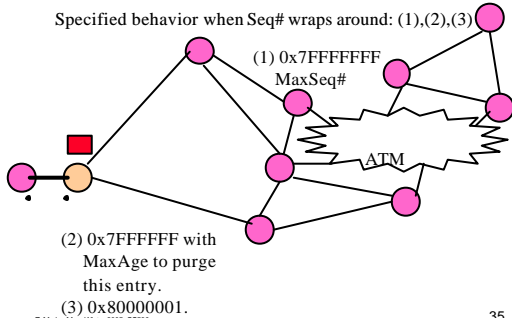 Specified behavior when Seq# wraps around: (1),(2),(3)
(1) 0x7FFFFFFF
MaxSeq#
ATM
(2) 0x7FFFFFF with
MaxAge to purge
this entry.
(3) 0x80000001.
35